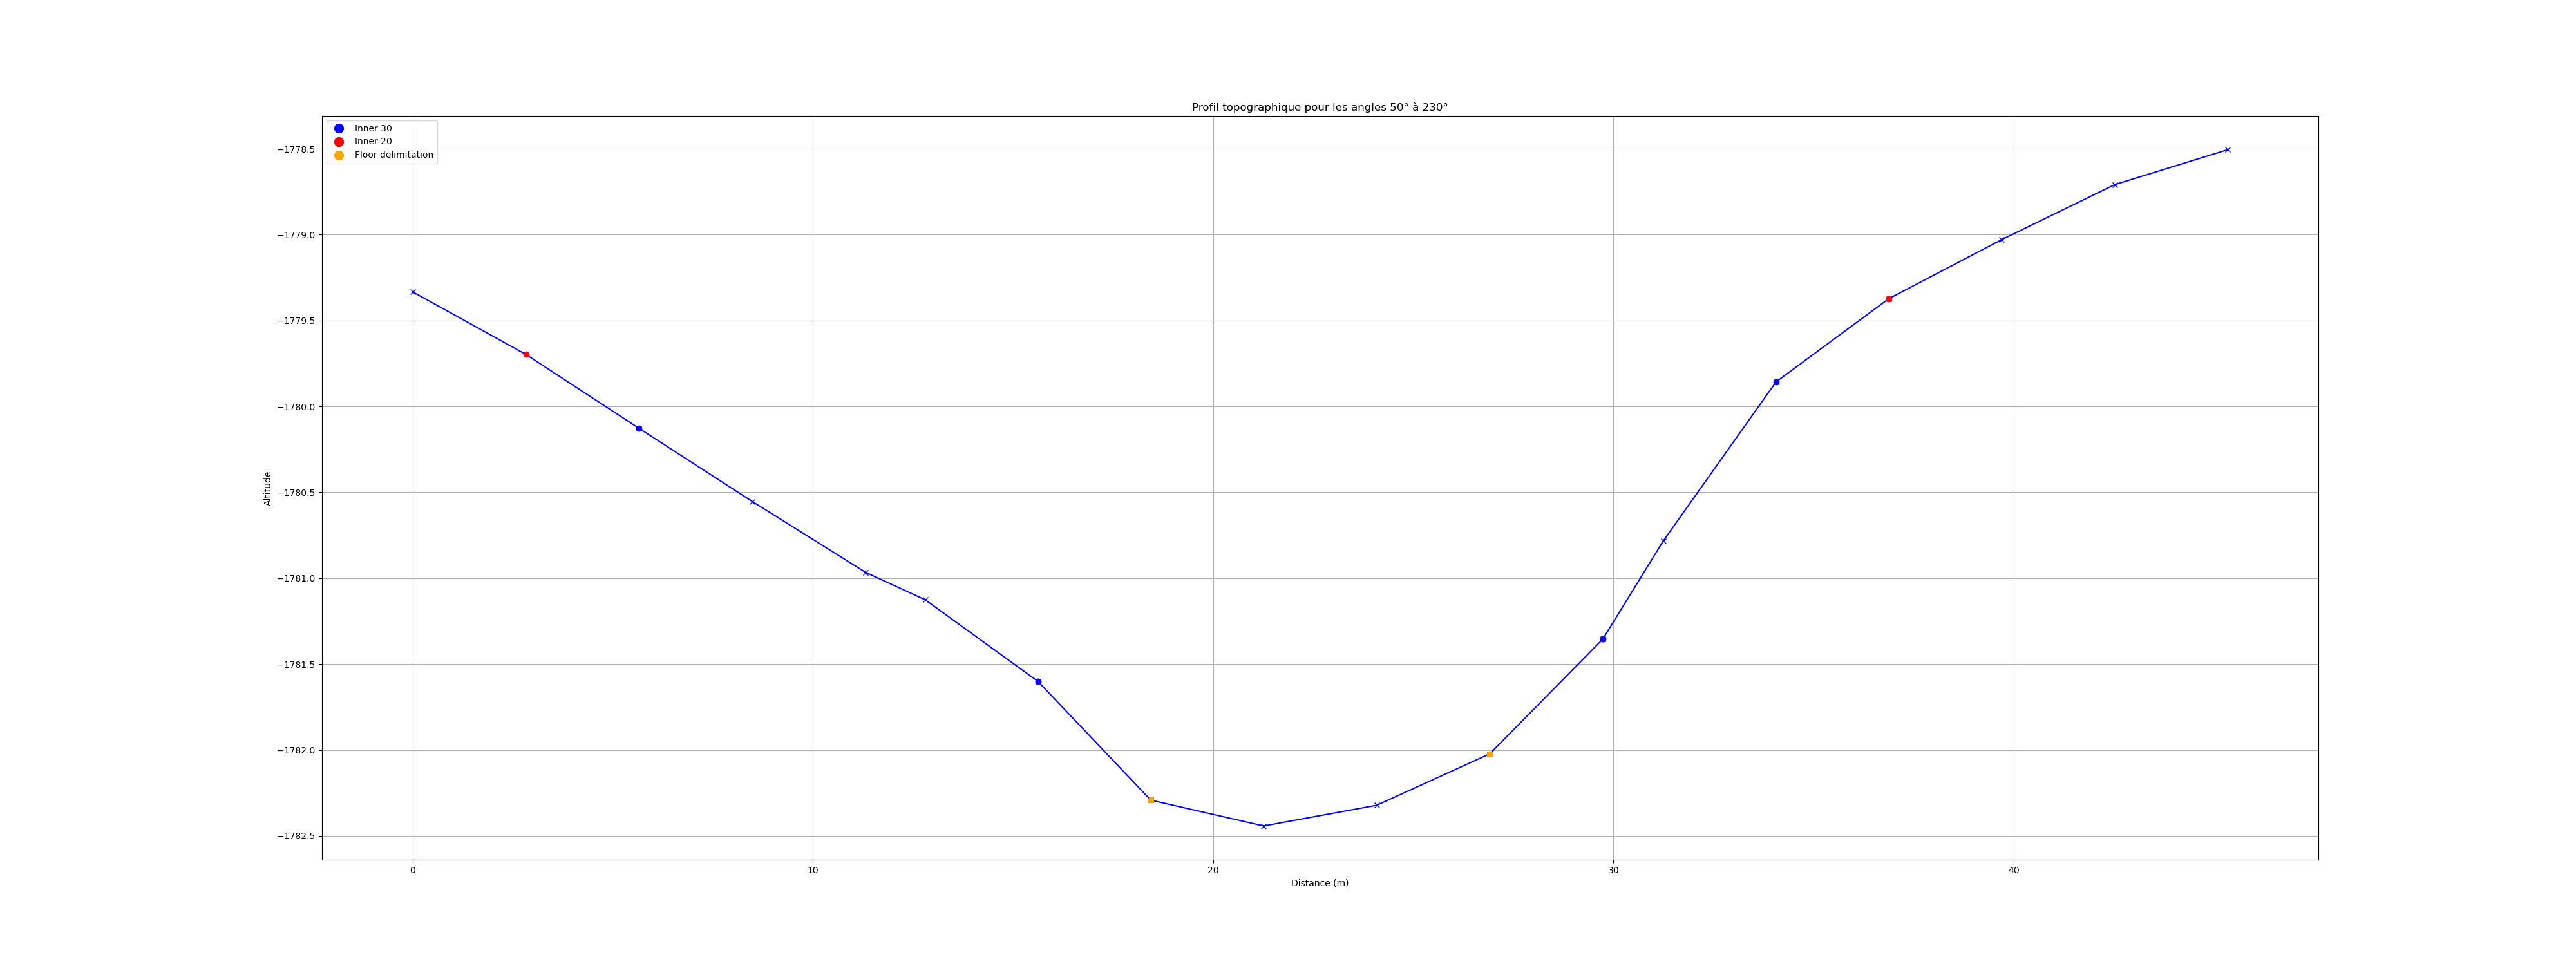 Profil topographique pour les angles 50° à 230°
Inner 30
Inner 20
Floor delimitation
−1778.5
−1779.0
−1779.5
−1780.0
−1780.5
−1781.0
−1781.5
−1782.0
−1782.5
Altitude
0 10 20 30 40
Distance (m)